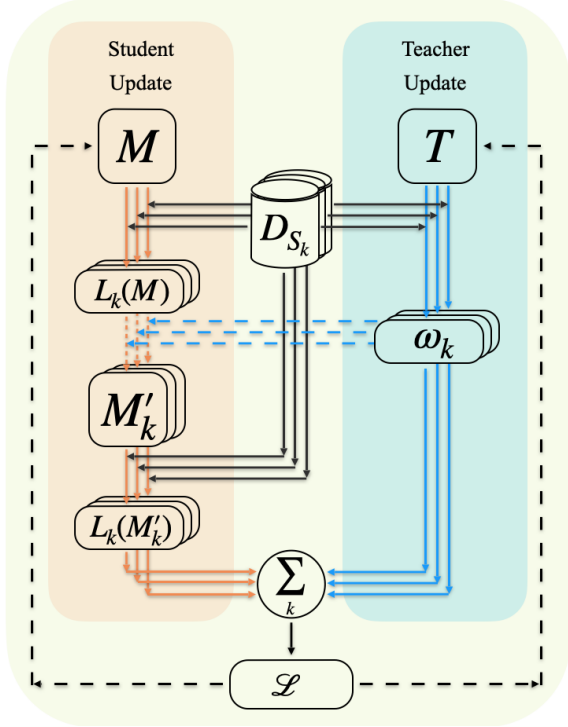 Student
Update
Teacher
Update
M
T
D_{S_k}
L_k(M)
ω_k
M'_k
L_k(M'_k)
Σ
k
ℒ